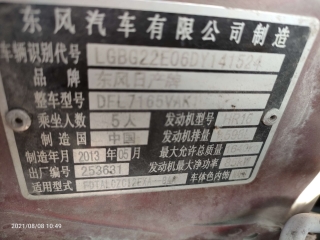 东风汽车有限公司制造
车辆识别代号 LGBG22E06DY141524
品牌 东风日产牌
整车型号 DFL7165VAK
乘坐人数 5人 发动机型号 HR16
制造国 中国 发动机排量
制造年月 2013年05月 最大允许总质量
出厂编号 253631 发动机最大净功率
适用型式 车体色内饰
2021/08/08 10:49